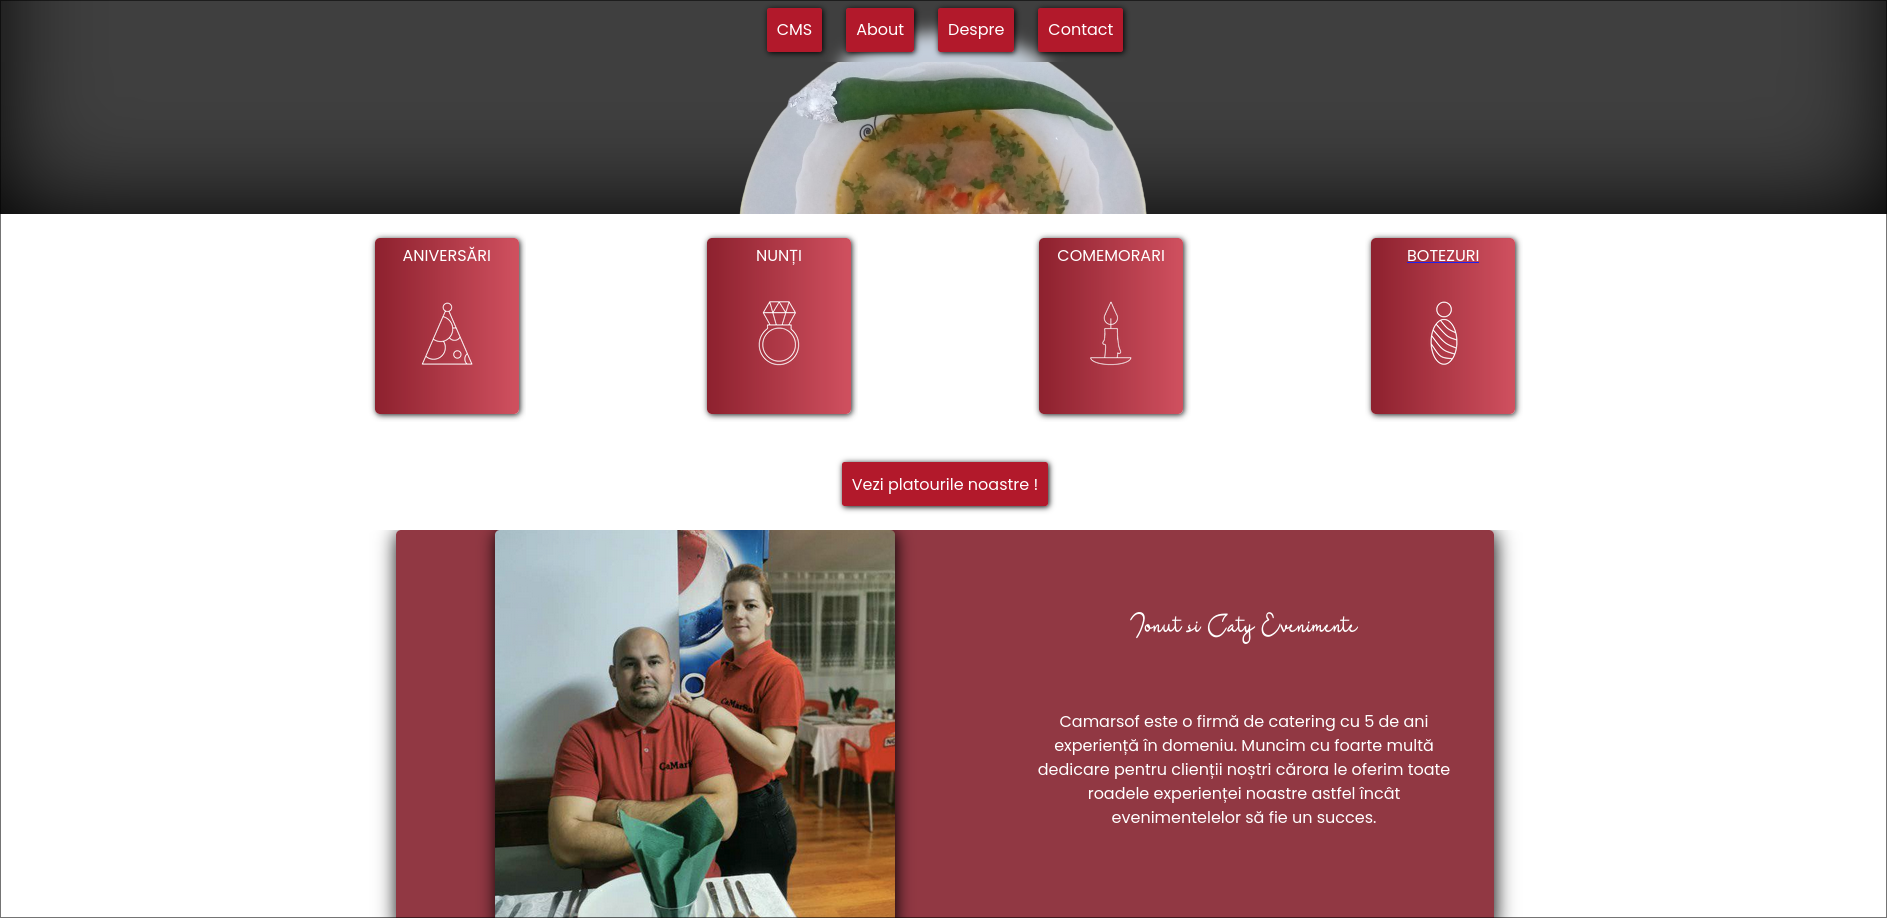 CMS
About
Despre
Contact
ANIVERSĂRI
NUNȚI
COMEMORARI
BOTEZURI
Vezi platourile noastre !
Ionut si Caty Evenimente
Camarsof este o firmă de catering cu 5 de ani
experiență în domeniu. Muncim cu foarte multă
dedicare pentru clienții noștri cărora le oferim toate
roadele experienței noastre astfel încât
evenimentelelor să fie un succes.